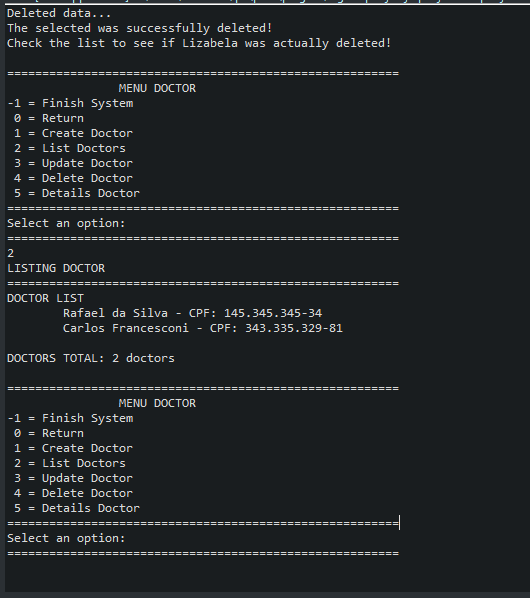 Deleted data...
The selected was successfully deleted!
Check the list to see if Lizabela was actually deleted!
========================================================
MENU DOCTOR
-1 = Finish System
0 = Return
1 = Create Doctor
2 = List Doctors
3 = Update Doctor
4 = Delete Doctor
5 = Details Doctor
========================================================
Select an option:
========================================================
2
LISTING DOCTOR
========================================================
DOCTOR LIST
Rafael da Silva - CPF: 145.345.345-34
Carlos Francesconi - CPF: 343.335.329-81
DOCTORS TOTAL: 2 doctors
========================================================
MENU DOCTOR
-1 = Finish System
0 = Return
1 = Create Doctor
2 = List Doctors
3 = Update Doctor
4 = Delete Doctor
5 = Details Doctor
========================================================
Select an option:
========================================================